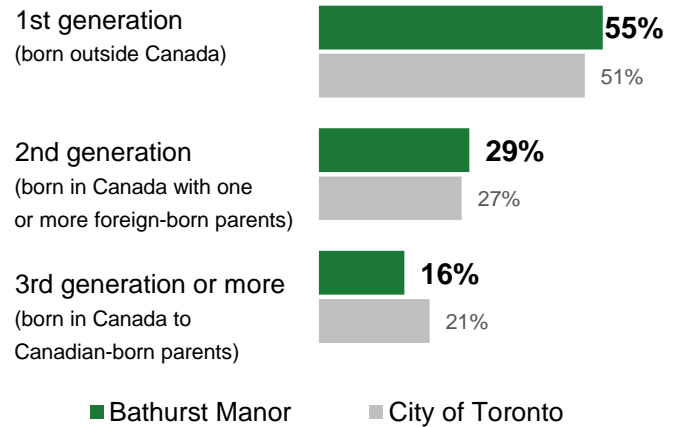 1st generation
(born outside Canada)
55%
51%
2nd generation
(born in Canada with one
or more foreign-born parents)
29%
27%
3rd generation or more
(born in Canada to
Canadian-born parents)
16%
21%
Bathurst Manor
City of Toronto